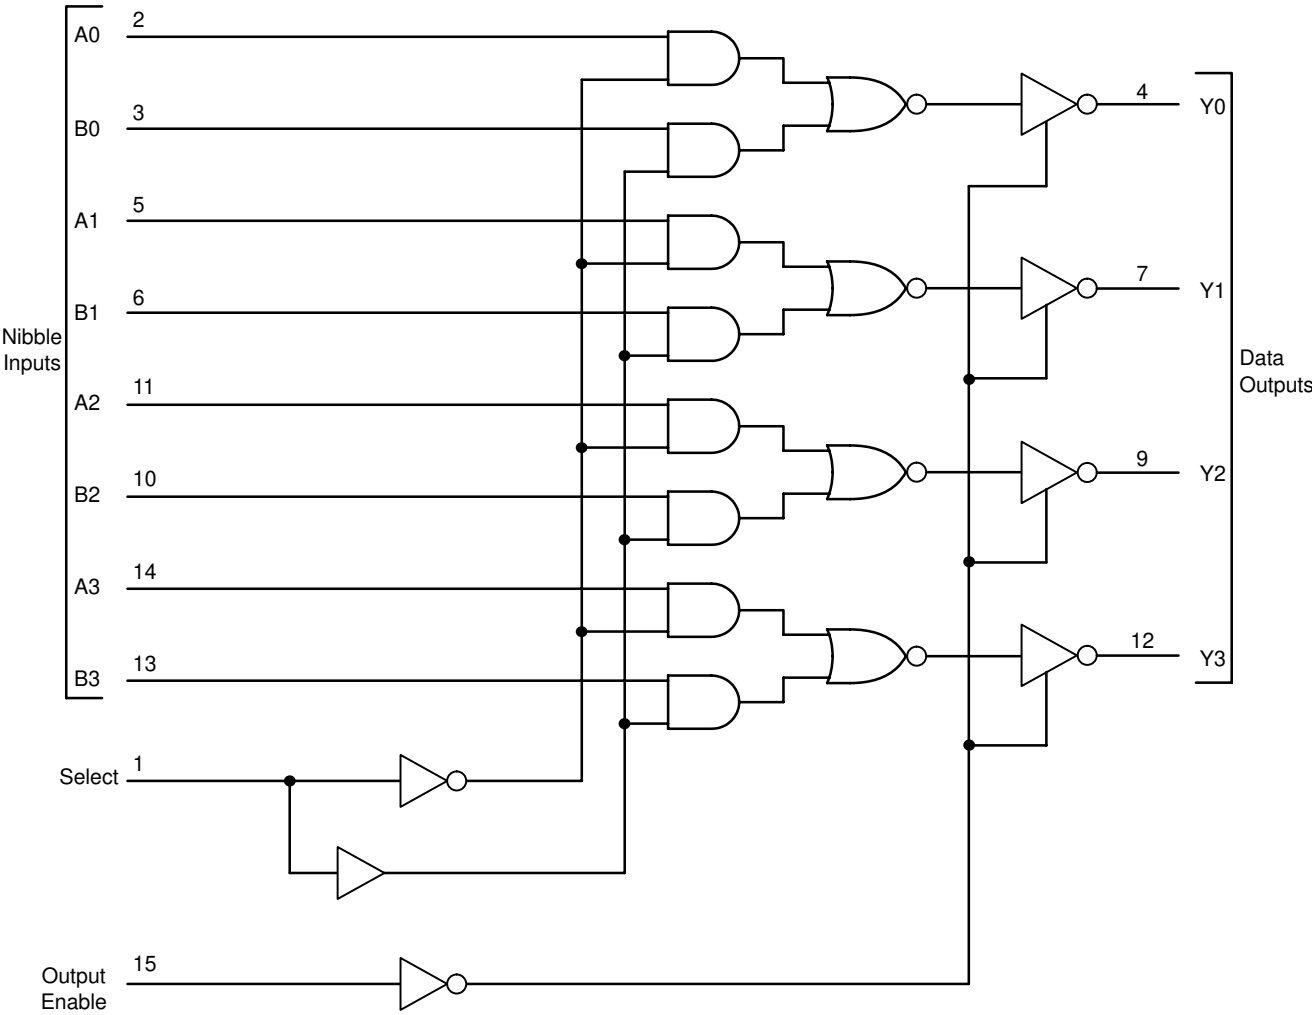 A0 2
B0 3
A1 5
B1 6
Nibble
Inputs
A2 11
B2 10
A3 14
B3 13
Select 1
Output
Enable
15
4 Y0
7 Y1
9 Y2
12 Y3
Data
Outputs